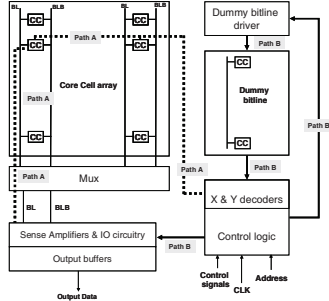 BL
BLB
BL
BLB
CC
CC
Path A
CC
CC
Core Cell array
Path A
CC
CC
Path A
Mux
BL
BLB
Sense Amplifiers & IO circuitry
Output buffers
Output Data
Dummy bitline
driver
Path B
CC
Dummy
bitline
CC
Path B
Path B
Path A
X & Y decoders
Control logic
Path B
Control
signals
CLK
Address